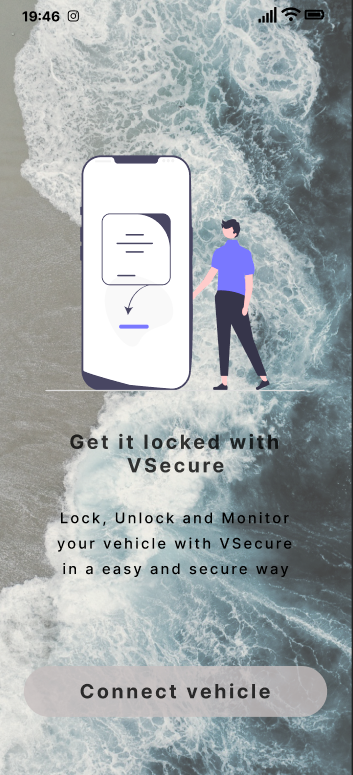 19:46
Get it locked with
VSecure
Lock, Unlock and Monitor
your vehicle with VSecure
in a easy and secure way
Connect vehicle